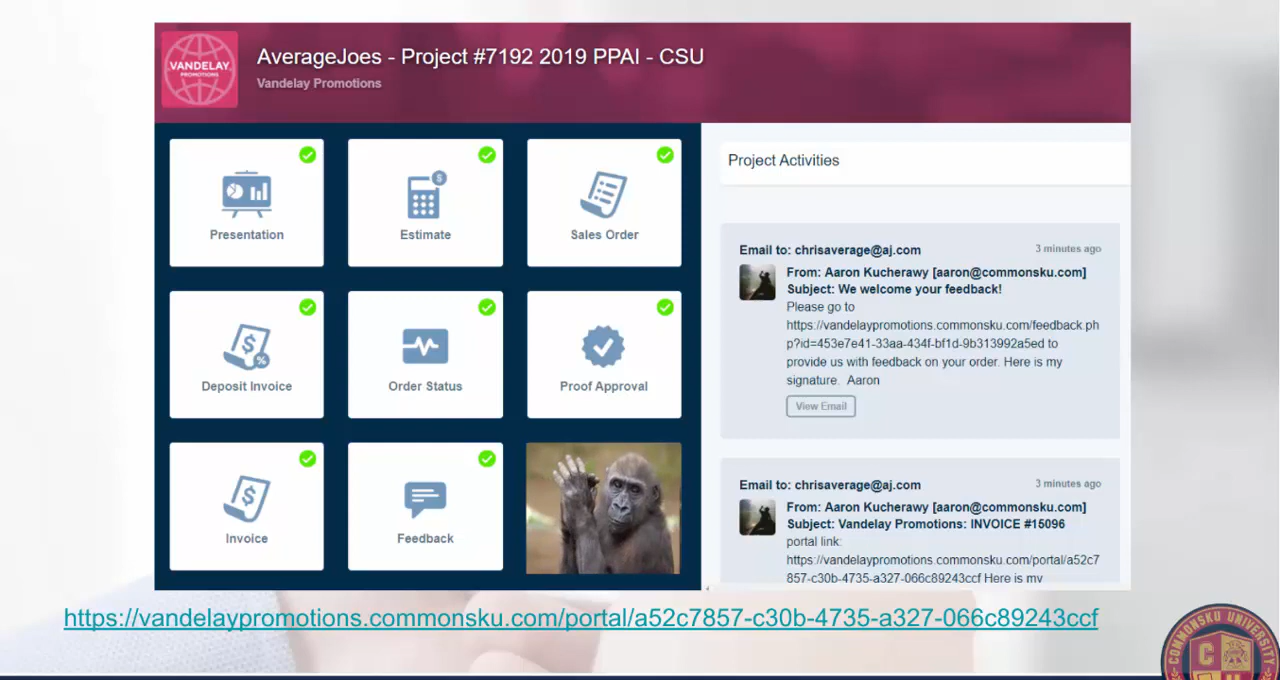 VANDELAY
PROMOTIONS
AverageJoes - Project #7192 2019 PPAI - CSU
Vandelay Promotions
Presentation
Estimate
Sales Order
Deposit Invoice
Order Status
Proof Approval
Invoice
Feedback
Project Activities
Email to: chrisaverage@aj.com
3 minutes ago
From: Aaron Kucherawy [aaron@commonsku.com]
Subject: We welcome your feedback!
Please go to
https://vandelaypromotions.commonsku.com/feedback.ph
p?id=453e7e41-33aa-434f-bf1d-9b313992a5ed to
provide us with feedback on your order. Here is my
signature. Aaron
View Email
Email to: chrisaverage@aj.com
3 minutes ago
From: Aaron Kucherawy [aaron@commonsku.com]
Subject: Vandelay Promotions: INVOICE #15096
portal link:
https://vandelaypromotions.commonsku.com/portal/a52c7
857-c30b-4735-a327-066c89243ccf Here is my
https://vandelaypromotions.commonsku.com/portal/a52c7857-c30b-4735-a327-066c89243ccf
COMMONSKU UNIVERSITY
C